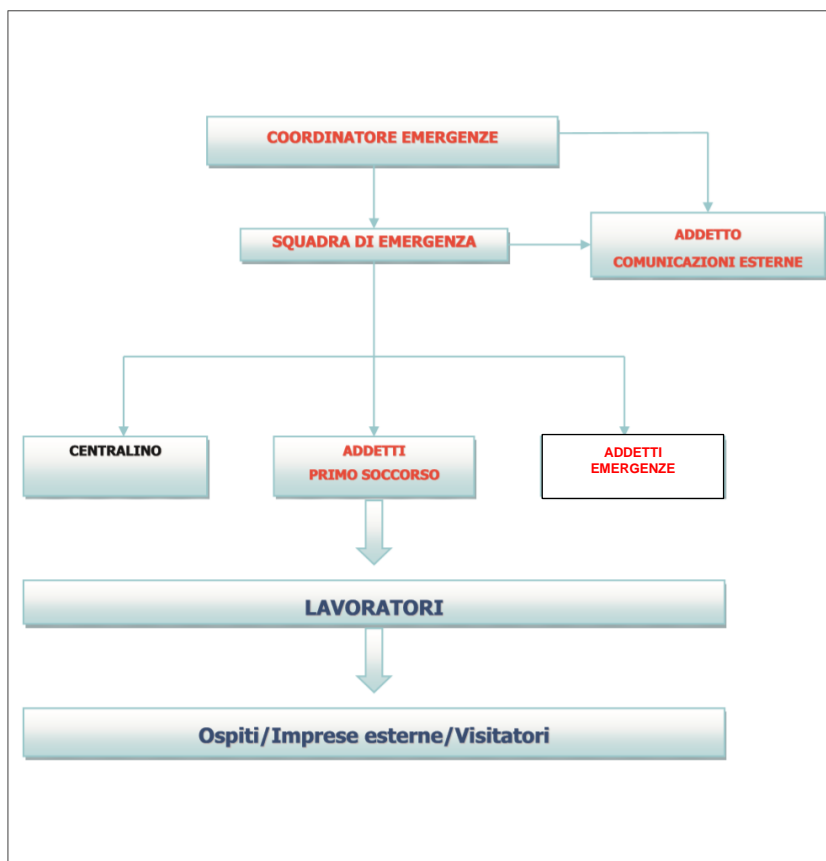 COORDINATORE EMERGENZE
SQUADRA DI EMERGENZA
ADDETTO
COMUNICAZIONI ESTERNE
CENTRALINO
ADDETTI
PRIMO SOCCORSO
ADDETTI
EMERGENZE
LAVORATORI
Ospiti/Imprese esterne/Visitatori